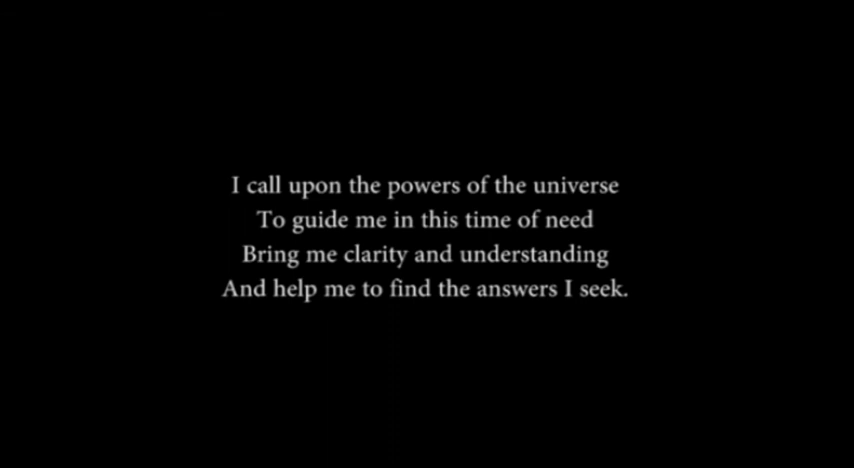 I call upon the powers of the universe
To guide me in this time of need
Bring me clarity and understanding
And help me to find the answers I seek.